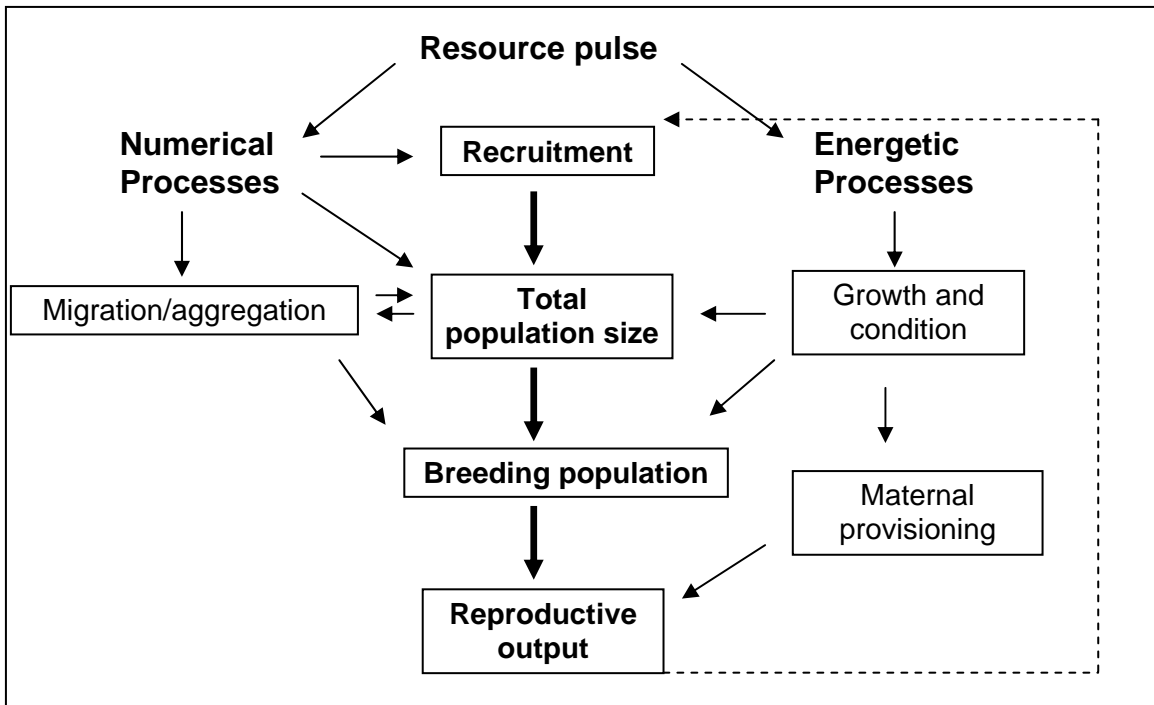 Resource pulse
Numerical
Processes
Recruitment
Energetic
Processes
Migration/aggregation
Total
population size
Growth and
condition
Breeding population
Maternal
provisioning
Reproductive
output